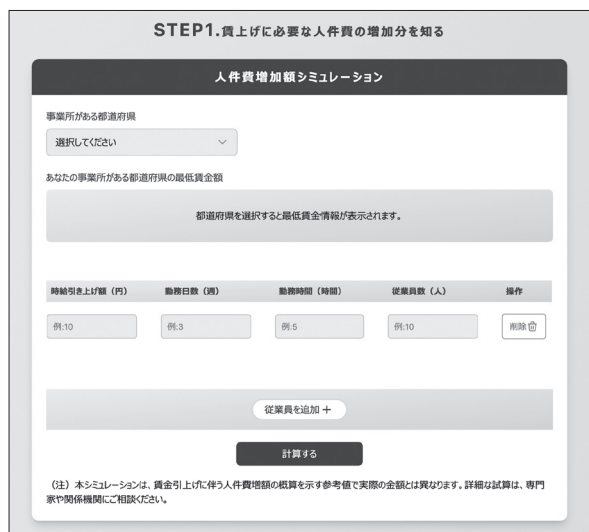 STEP1.賃上げに必要な人件費の増加分を知る
人件費増加額シミュレーション
事業所がある都道府県
選択してください
あなたの事業所がある都道府県の最低賃金額
都道府県を選択すると最低賃金情報が表示されます。
時給引き上げ額（円） 勤務日数（週） 勤務時間（時間） 従業員数（人） 操作
例:10 例:3 例:5 例:10 削除
従業員を追加＋
計算する
（注）本シミュレーションは、賃金引上げに伴う人件費増額の概算を示す参考値で実際の金額とは異なります。詳細な試算は、専門
家や関係機関にご相談ください。